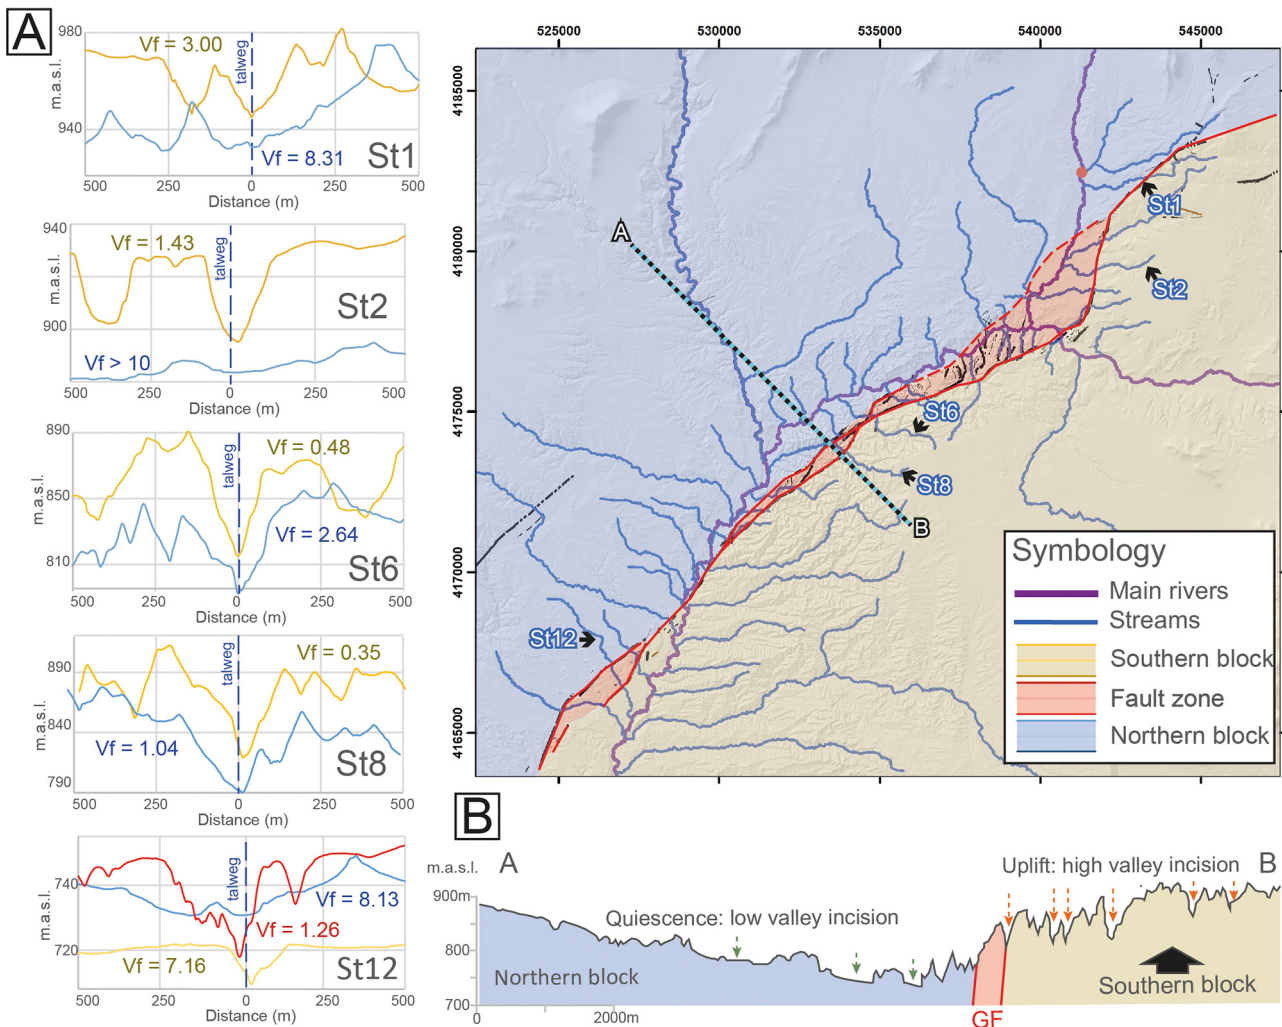 A
980
940
m.a.s.l.
Vf = 3.00
talweg
Vf = 8.31
St1
500 250 0 250 500
Distance (m)
940
900
m.a.s.l.
Vf = 1.43
talweg
Vf > 10
St2
500 250 0 250 500
Distance (m)
890
850
810
m.a.s.l.
talweg
Vf = 0.48
Vf = 2.64
St6
500 250 0 250 500
Distance (m)
890
840
790
m.a.s.l.
talweg
Vf = 0.35
Vf = 1.04
St8
500 250 0 250 500
Distance (m)
740
720
m.a.s.l.
talweg
Vf = 8.13
Vf = 1.26
Vf = 7.16
St12
500 250 0 250 500
Distance (m)
525000 530000 535000 540000 545000
4185000
4180000
4175000
4170000
4165000
A
St1
St2
St6
St8
B
St12
Symbology
Main rivers
Streams
Southern block
Fault zone
Northern block
525000 530000 535000 540000 545000
B
m.a.s.l. A
Uplift: high valley incision B
900m
800
700
Quiescence: low valley incision
Northern block
Southern block
0 2000m
GF